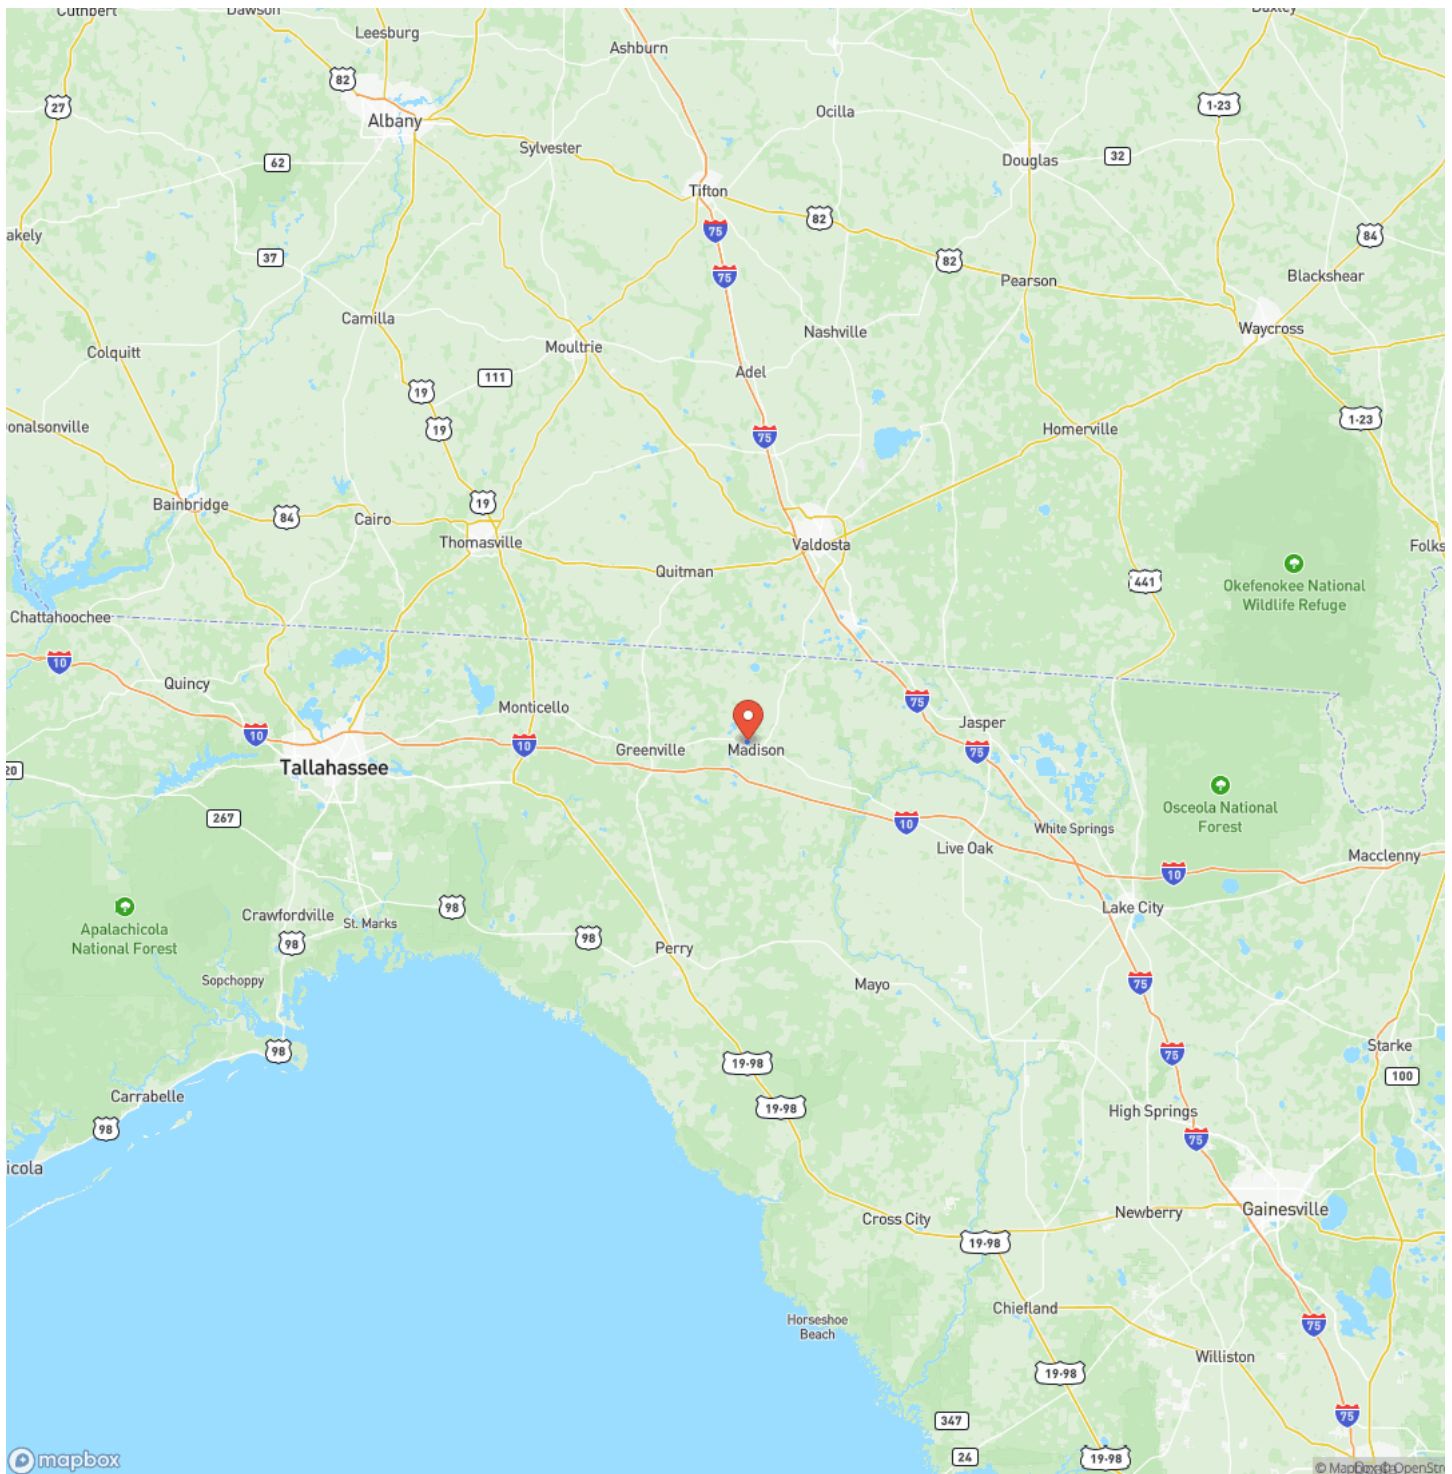 Cuthbert
Dawson
Leesburg
Ashburn
Baxley
82
27
Albany
Ocilla
1-23
Sylvester
62
Douglas
32
Tifton
82
akely
75
84
37
82
75
Blackshear
Pearson
Camilla
Nashville
Waycross
Colquitt
Moultrie
Adel
111
19
onalsonville
19
75
Homerville
1-23
Bainbridge
19
84
Cairo
Thomasville
Valdosta
Folks
Quitman
441
Okefenokee National
Wildlife Refuge
Chattahoochee
10
Quincy
Monticello
75
Jasper
10
10
Greenville
Madison
75
20
Tallahassee
Osceola National
Forest
267
10
White Springs
Live Oak
Macclenny
10
98
Lake City
Crawfordville
St. Marks
Apalachicola
National Forest
98
98
Perry
Sopchoppy
Mayo
75
98
19-98
75
Starke
100
Carrabelle
19-98
High Springs
98
75
icola
Cross City
Newberry
Gainesville
19-98
Chiefland
Horseshoe
Beach
75
Williston
19-98
347
75
24
19-98
mapbox
© Mapbox © OpenStre